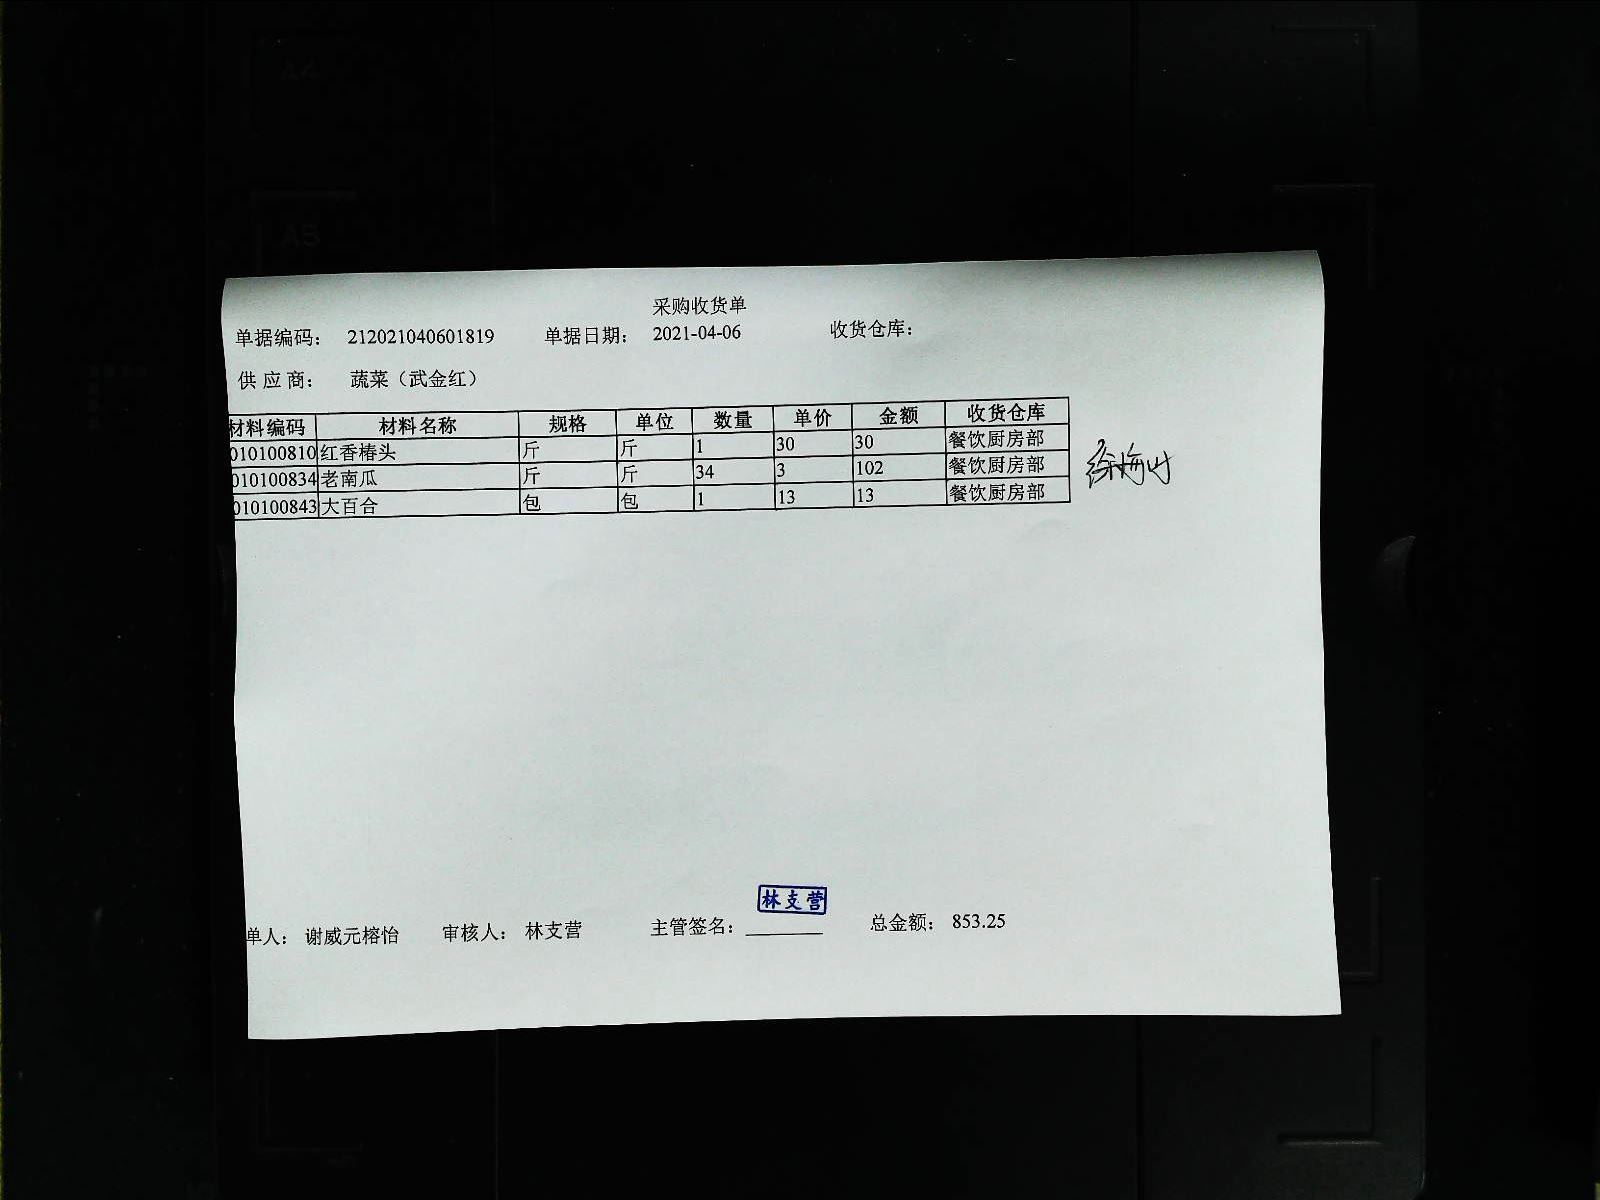 A4
A5
采购收货单
单据编码： 212021040601819 单据日期： 2021-04-06 收货仓库：
供应商： 蔬菜（武金红）
材料编码 材料名称 规格 单位 数量 单价 金额 收货仓库
010100810 红香椿头 斤 斤 1 30 30 餐饮厨房部
010100834 老南瓜 斤 斤 34 3 102 餐饮厨房部
010100843 大百合 包 包 1 13 13 餐饮厨房部
林支营
单人： 谢威元榕怡 审核人： 林支营 主管签名： 总金额： 853.25